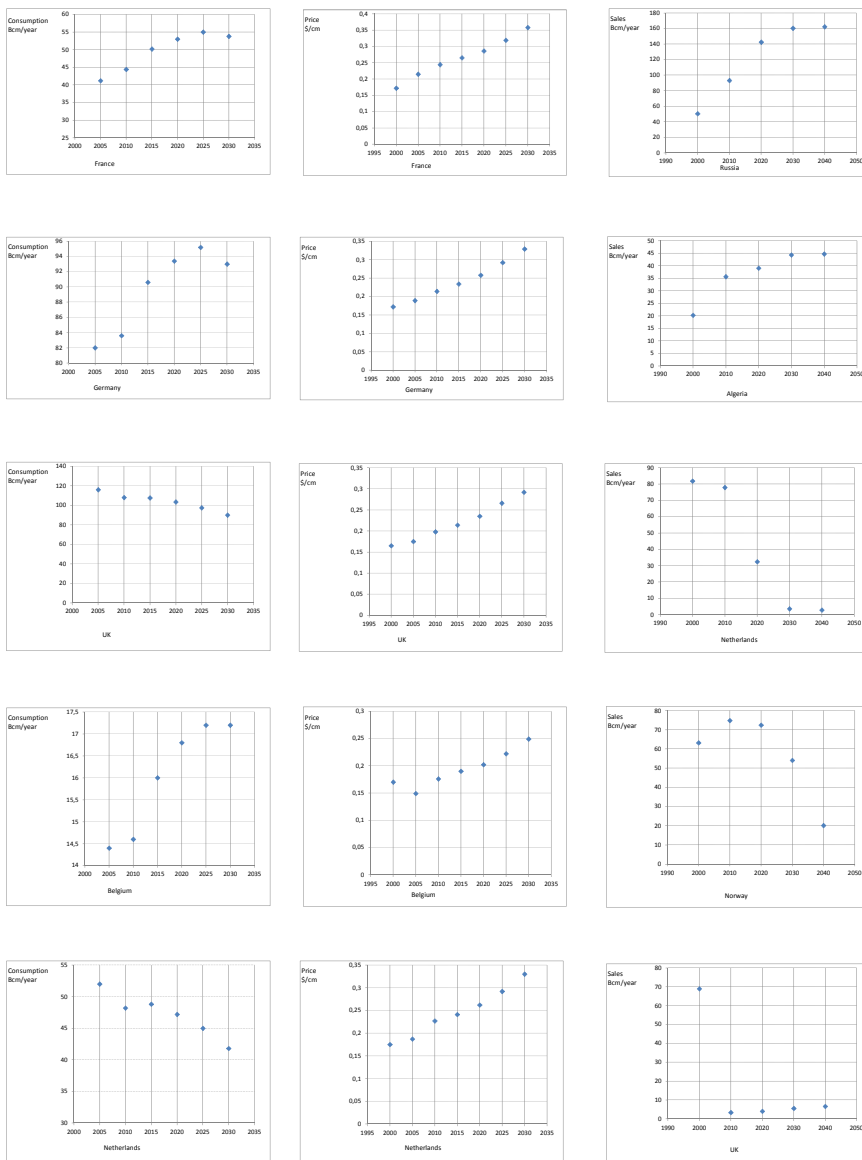 Consumption
Bcm/year
60
55
50
45
40
35
30
25
2000 2005 2010 2015 2020 2025 2030 2035
France
Price
$/cm
0,4
0,35
0,3
0,25
0,2
0,15
0,1
0,05
0
1995 2000 2005 2010 2015 2020 2025 2030 2035
France
Sales
Bcm/year
180
160
140
120
100
80
60
40
20
0
1990 2000 2010 2020 2030 2040 2050
Russia
Consumption
Bcm/year
96
94
92
90
88
86
84
82
80
2000 2005 2010 2015 2020 2025 2030 2035
Germany
Price
$/cm
0,35
0,3
0,25
0,2
0,15
0,1
0,05
0
1995 2000 2005 2010 2015 2020 2025 2030 2035
Germany
Sales
Bcm/year
50
45
40
35
30
25
20
15
10
5
0
1990 2000 2010 2020 2030 2040 2050
Algeria
Consumption
Bcm/year
140
120
100
80
60
40
20
0
2000 2005 2010 2015 2020 2025 2030 2035
UK
Price
$/cm
0,35
0,3
0,25
0,2
0,15
0,1
0,05
0
1995 2000 2005 2010 2015 2020 2025 2030 2035
UK
Sales
Bcm/year
90
80
70
60
50
40
30
20
10
0
1990 2000 2010 2020 2030 2040 2050
Netherlands
Consumption
Bcm/year
17,5
17
16
16
15,5
15
14,5
14
2000 2005 2010 2015 2020 2025 2030 2035
Belgium
Price
$/cm
0,3
0,25
0,2
0,15
0,1
0,05
0
1995 2000 2005 2010 2015 2020 2025 2030 2035
Belgium
Sales
Bcm/year
80
70
60
50
40
30
20
10
0
1990 2000 2010 2020 2030 2040 2050
Norway
Consumption
Bcm/year
55
50
45
40
35
30
2000 2005 2010 2015 2020 2025 2030 2035
Netherlands
Price
$/cm
0,35
0,3
0,25
0,2
0,15
0,1
0,05
0
1995 2000 2005 2010 2015 2020 2025 2030 2035
Netherlands
Sales
Bcm/year
80
70
60
50
40
30
20
10
0
1990 2000 2010 2020 2030 2040 2050
UK